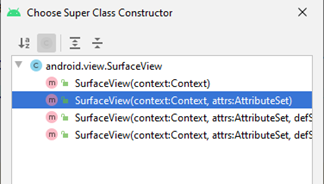 Choose Super Class Constructor
android.view.SurfaceView
SurfaceView(context:Context)
SurfaceView(context:Context, attrs:AttributeSet)
SurfaceView(context:Context, attrs:AttributeSet, defS
SurfaceView(context:Context, attrs:AttributeSet, defS